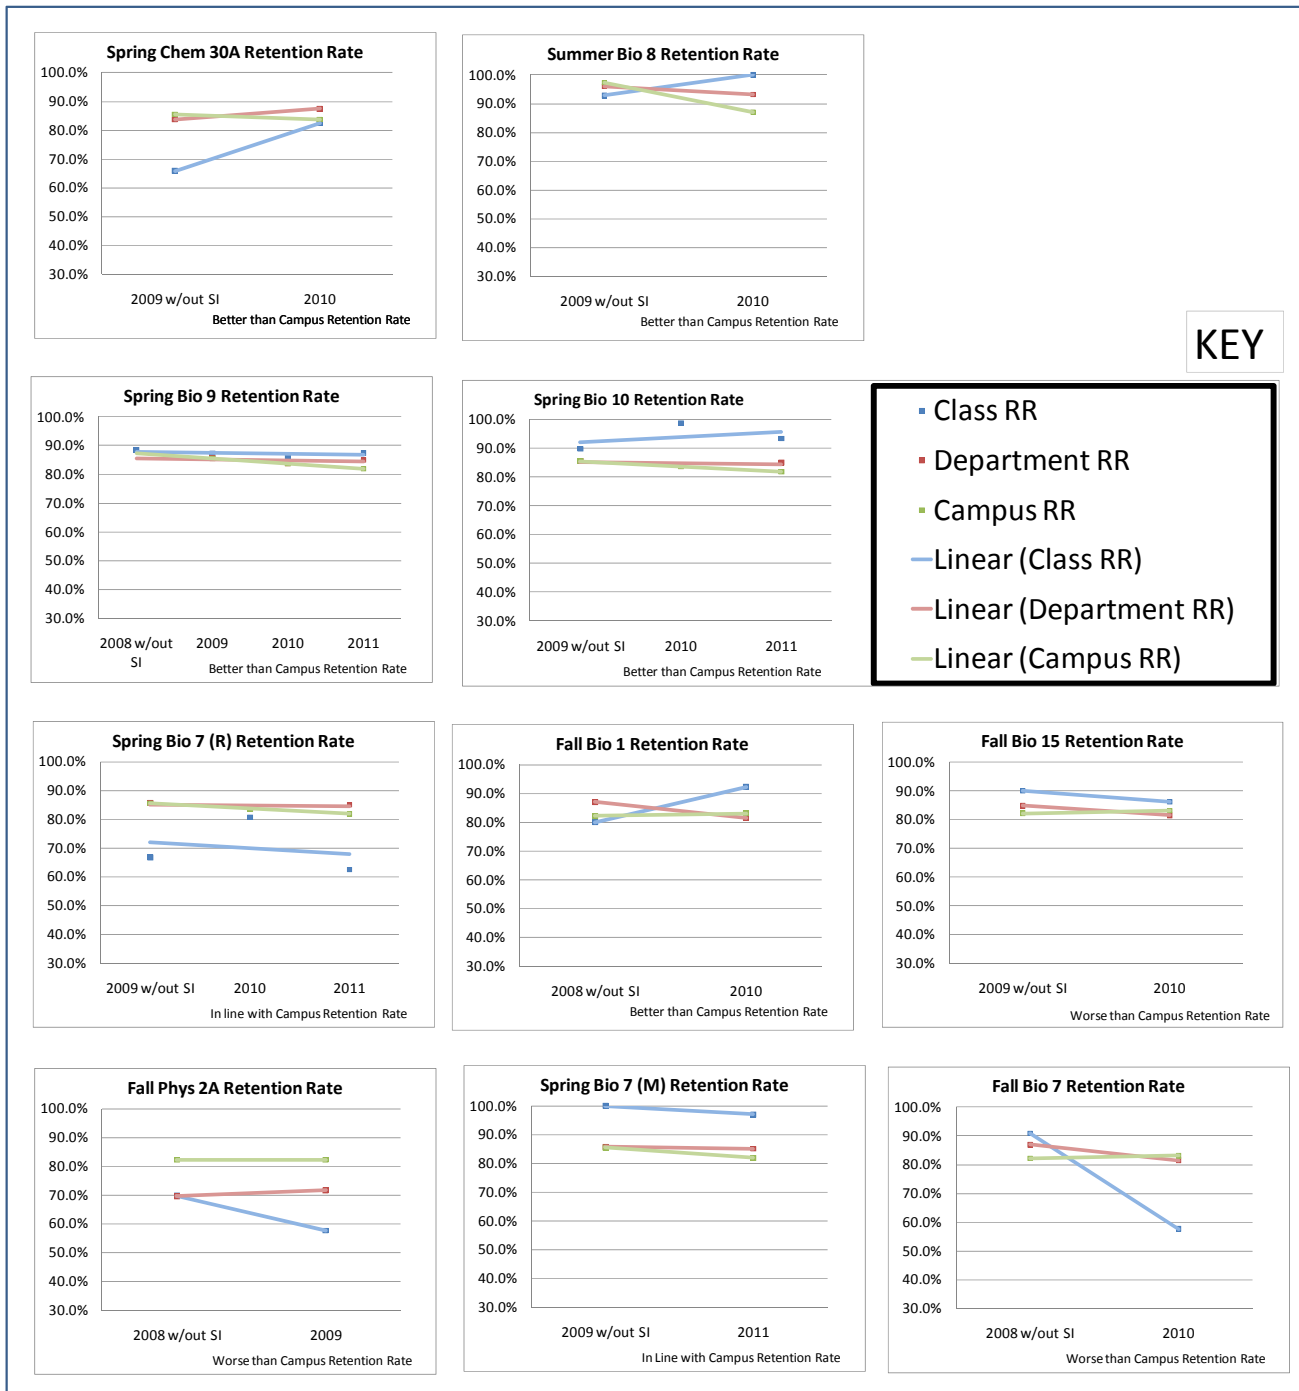 Spring Chem 30A Retention Rate
100.0%
90.0%
80.0%
70.0%
60.0%
50.0%
40.0%
30.0%
2009 w/out SI 2010
Better than Campus Retention Rate
Summer Bio 8 Retention Rate
100.0%
90.0%
80.0%
70.0%
60.0%
50.0%
40.0%
30.0%
2009 w/out SI 2010
Better than Campus Retention Rate
KEY
Spring Bio 9 Retention Rate
100.0%
90.0%
80.0%
70.0%
60.0%
50.0%
40.0%
30.0%
2008 w/out 2009 2010 2011
SI
Better than Campus Retention Rate
Spring Bio 10 Retention Rate
100.0%
90.0%
80.0%
70.0%
60.0%
50.0%
40.0%
30.0%
2009 w/out SI 2010 2011
Better than Campus Retention Rate
Class RR
Department RR
Campus RR
Linear (Class RR)
Linear (Department RR)
Linear (Campus RR)
Spring Bio 7 (R) Retention Rate
100.0%
90.0%
80.0%
70.0%
60.0%
50.0%
40.0%
30.0%
2009 w/out SI 2010 2011
In line with Campus Retention Rate
Fall Bio 1 Retention Rate
100.0%
90.0%
80.0%
70.0%
60.0%
50.0%
40.0%
30.0%
2008 w/out SI 2010
Better than Campus Retention Rate
Fall Bio 15 Retention Rate
100.0%
90.0%
80.0%
70.0%
60.0%
50.0%
40.0%
30.0%
2009 w/out SI 2010
Worse than Campus Retention Rate
Fall Phys 2A Retention Rate
100.0%
90.0%
80.0%
70.0%
60.0%
50.0%
40.0%
30.0%
2008 w/out SI 2009
Worse than Campus Retention Rate
Spring Bio 7 (M) Retention Rate
100.0%
90.0%
80.0%
70.0%
60.0%
50.0%
40.0%
30.0%
2009 w/out SI 2011
In Line with Campus Retention Rate
Fall Bio 7 Retention Rate
100.0%
90.0%
80.0%
70.0%
60.0%
50.0%
40.0%
30.0%
2008 w/out SI 2010
Worse than Campus Retention Rate